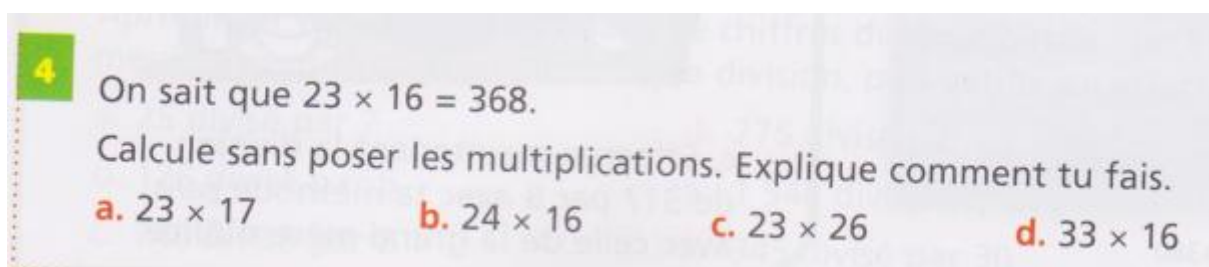 4
On sait que 23 × 16 = 368.
Calcule sans poser les multiplications. Explique comment tu fais.
a. 23 × 17 b. 24 × 16 c. 23 × 26 d. 33 × 16